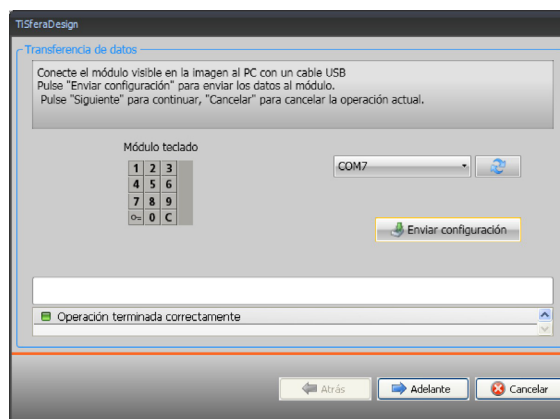 TiSferaDesign
Transferencia de datos
Conecte el módulo visible en la imagen al PC con un cable USB
Pulse "Enviar configuración" para enviar los datos al módulo.
Pulse "Siguiente" para continuar, "Cancelar" para cancelar la operación actual.
Módulo teclado
1 2 3
4 5 6
7 8 9
0 C
COM7
Enviar configuración
Operación terminada correctamente
Atrás
Adelante
Cancelar